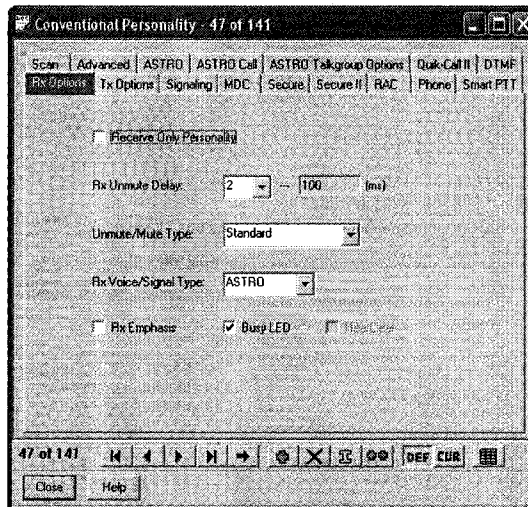 Conventional Personality - 47 of 141
Scan Advanced ASTRO ASTRO Call ASTRO Talkgroup Options Quik-Call II DTMF
Rx Options Tx Options Signaling MDC Secure Secure II RAC Phone Smart PTT
Receive Only Personality
Rx Unmute Delay: 2 --- 100 (ms)
Unmute/Mute Type: Standard
Rx Voice/Signal Type: ASTRO
Rx Emphasis Busy LED
47 of 141 DEF CUR
Close Help